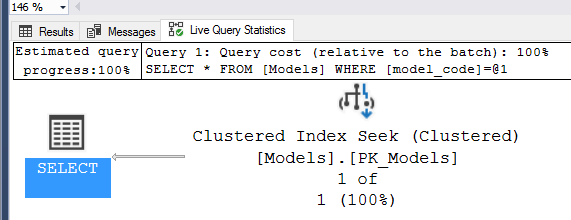 146 %
Results Messages Live Query Statistics
Estimated query progress:100%
Query 1: Query cost (relative to the batch): 100%
SELECT * FROM [Models] WHERE [model_code]=@1
SELECT
Clustered Index Seek (Clustered)
[Models].[PK_Models]
1 of
1 (100%)